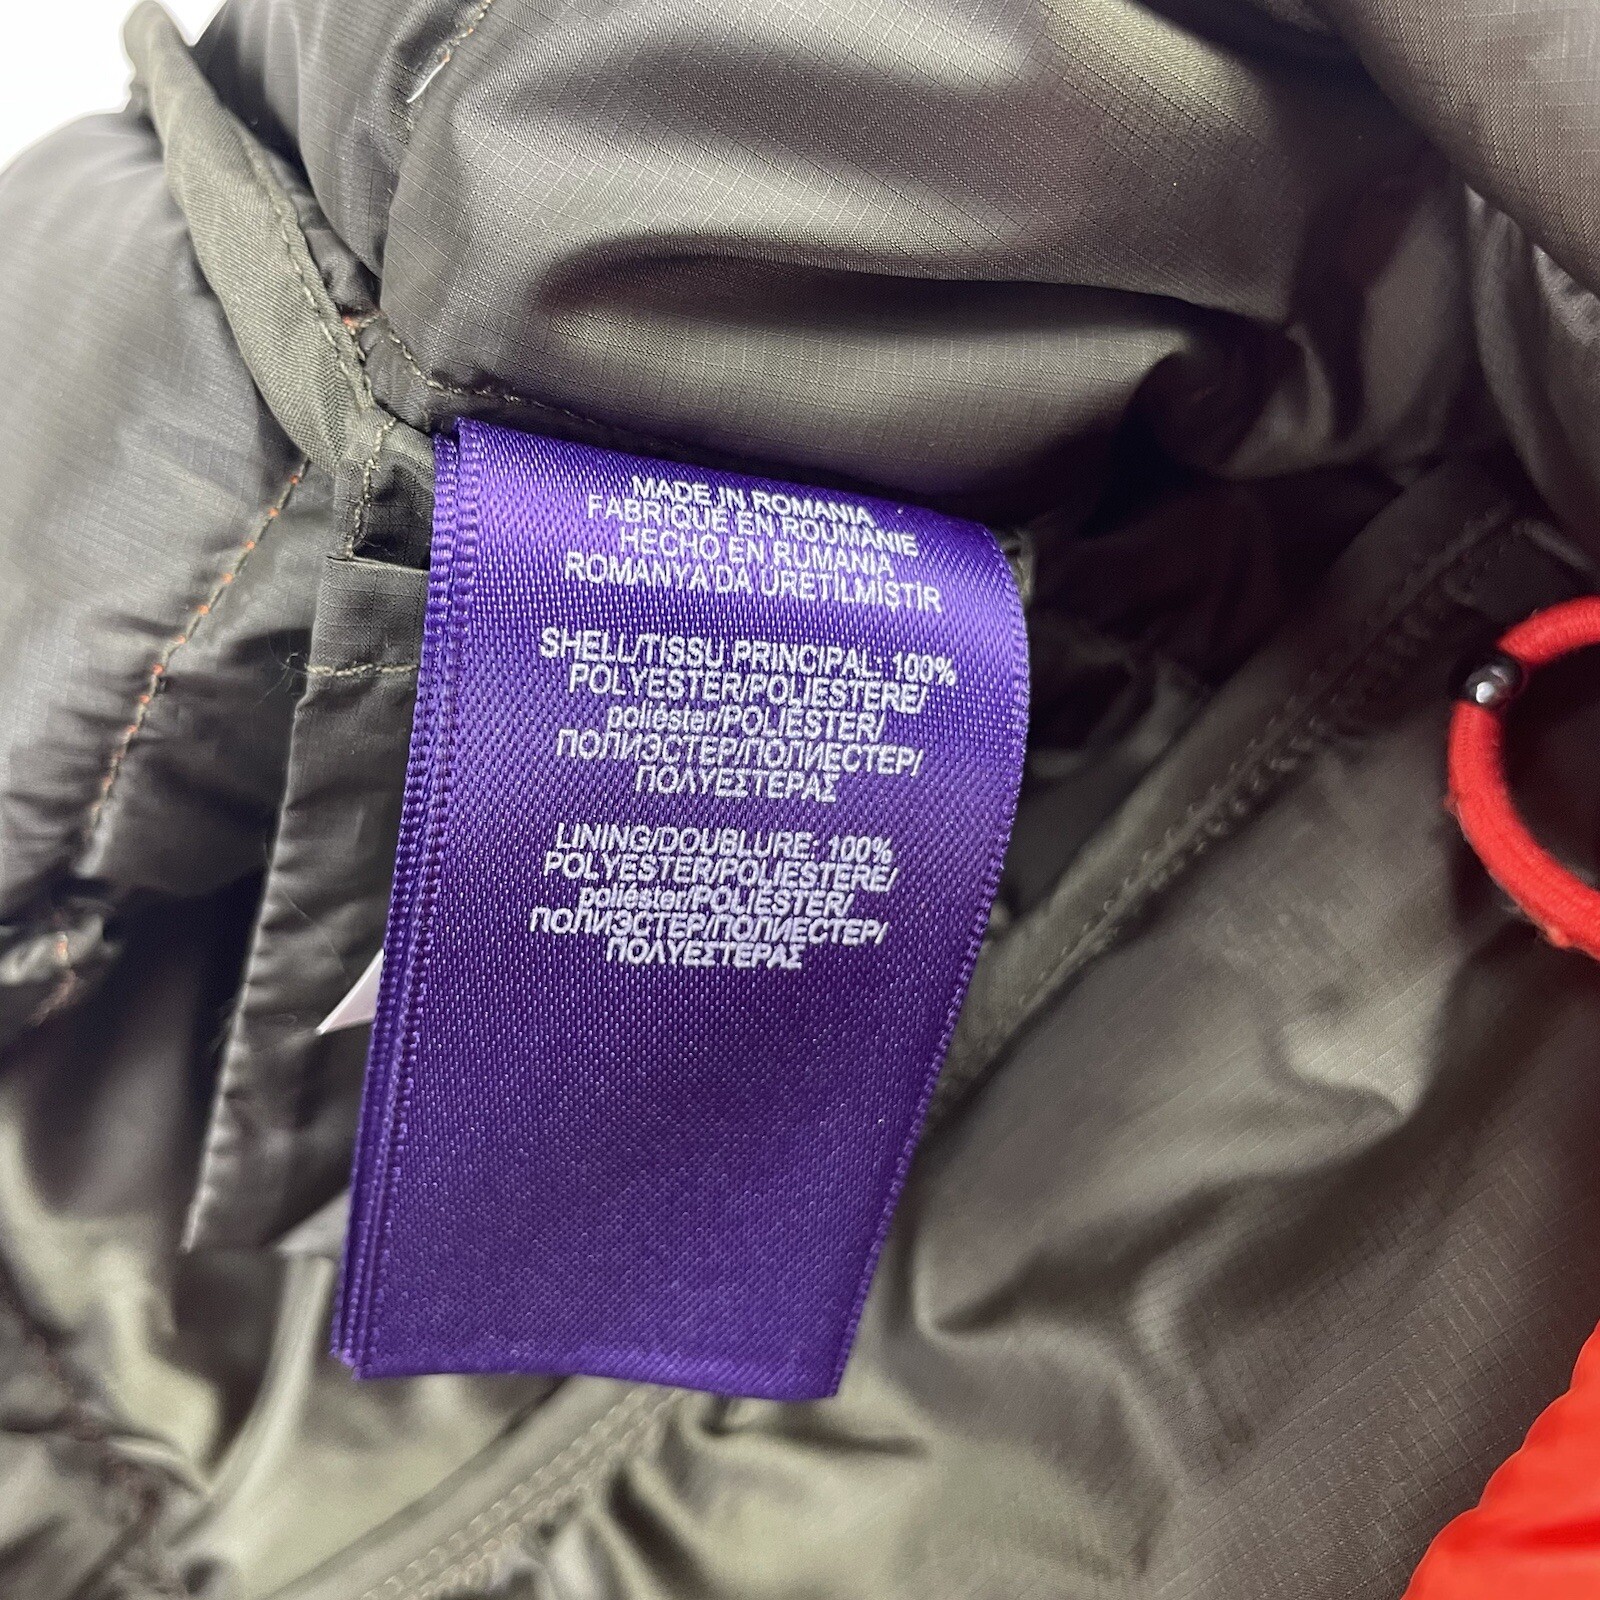 MADE IN ROMANIA
FABRIQUÉ EN ROUMANIE
HECHO EN RUMANIA
ROMANYA DA ÜRETİLMİŞTİR
SHELL/TISSU PRINCIPAL: 100%
POLYESTER/POLIESTERE/
poliéster/POLİESTER/
ПОЛИЭСТЕР/ПОЛИЕСТЕР/
ΠΟΛΥΕΣΤΕΡΑΣ
LINING/DOUBLURE: 100%
POLYESTER/POLIESTERE/
poliéster/POLİESTER/
ПОЛИЭСТЕР/ПОЛИЕСТЕР/
ΠΟΛΥΕΣΤΕΡΑΣ